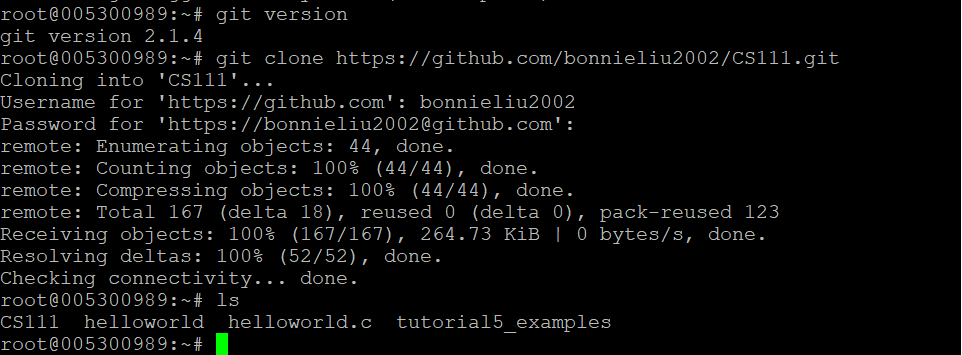 root@005300989:~# git version
git version 2.1.4
root@005300989:~# git clone https://github.com/bonnieliu2002/CS111.git
Cloning into 'CS111'...
Username for 'https://github.com': bonnieliu2002
Password for 'https://bonnieliu2002@github.com':
remote: Enumerating objects: 44, done.
remote: Counting objects: 100% (44/44), done.
remote: Compressing objects: 100% (44/44), done.
remote: Total 167 (delta 18), reused 0 (delta 0), pack-reused 123
Receiving objects: 100% (167/167), 264.73 KiB | 0 bytes/s, done.
Resolving deltas: 100% (52/52), done.
Checking connectivity... done.
root@005300989:~# ls
CS111  helloworld  helloworld.c  tutorial5_examples
root@005300989:~#